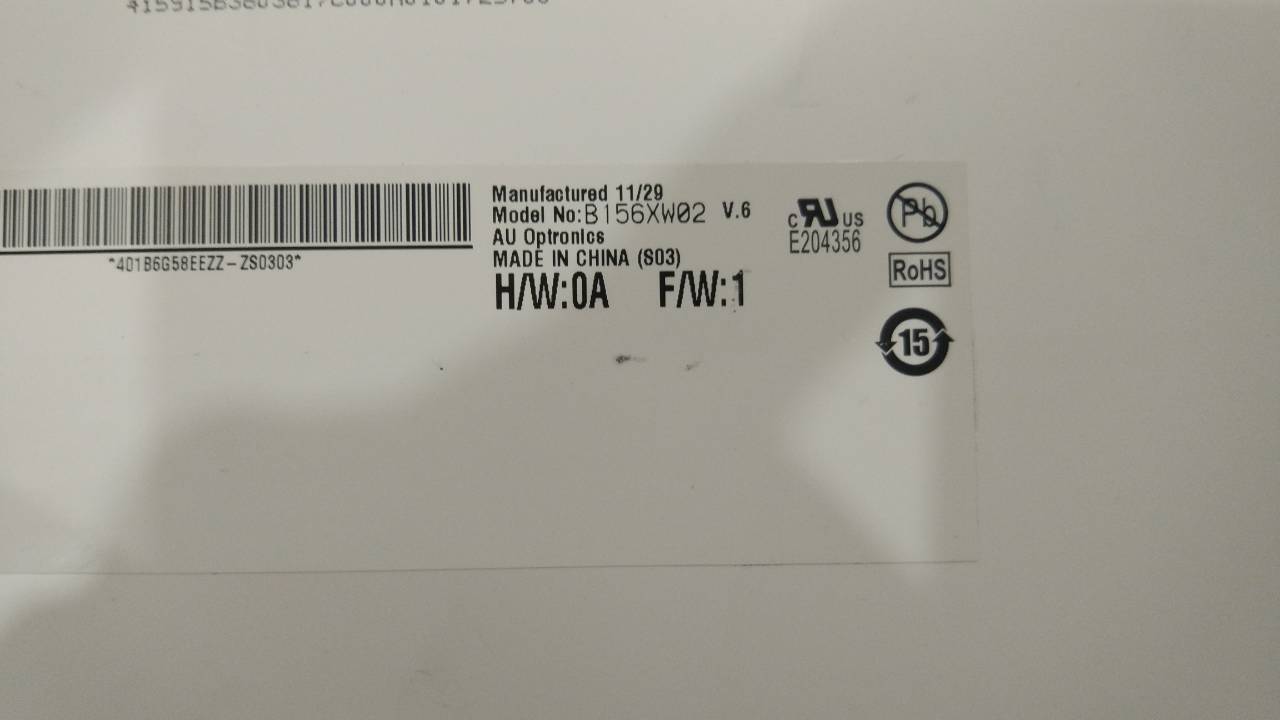 Manufactured 11/29
Model No:B156XW02 V.6
AU Optronics
MADE IN CHINA (S03)
H/W:0A F/W:1
*401B6G58EEZZ-ZS0303*
c RU US
E204356
Pb
RoHS
15